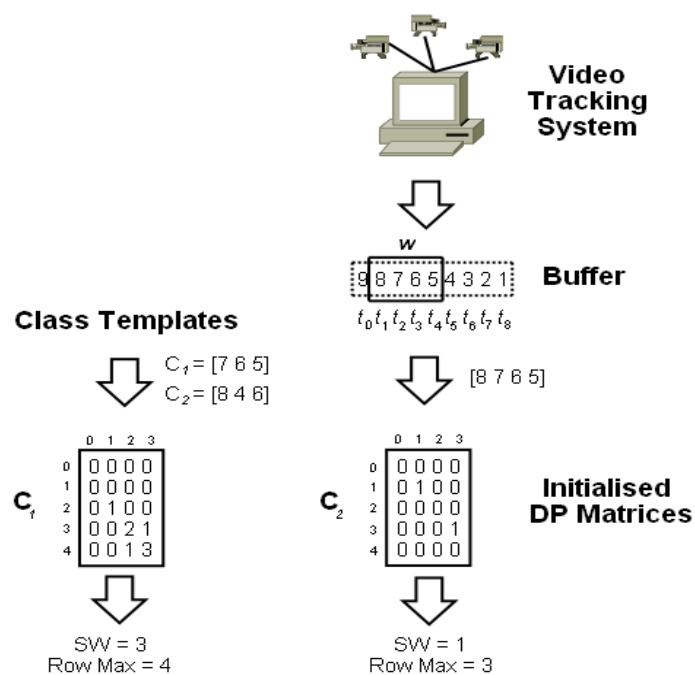 Video
Tracking
System
w
9 8 7 6 5 4 3 2 1
Buffer
t0 t1 t2 t3 t4 t5 t6 t7 t8
Class Templates
C1 = [7 6 5]
C2 = [8 4 6]
[8 7 6 5]
0 1 2 3
0 0 0 0 0
1 0 0 0 0
C1 2 0 1 0 0
3 0 0 2 1
4 0 0 1 3
0 1 2 3
0 0 0 0 0
1 0 1 0 0
C2 2 0 0 0 0
3 0 0 0 1
4 0 0 0 0
Initialised
DP Matrices
SW = 3
Row Max = 4
SW = 1
Row Max = 3